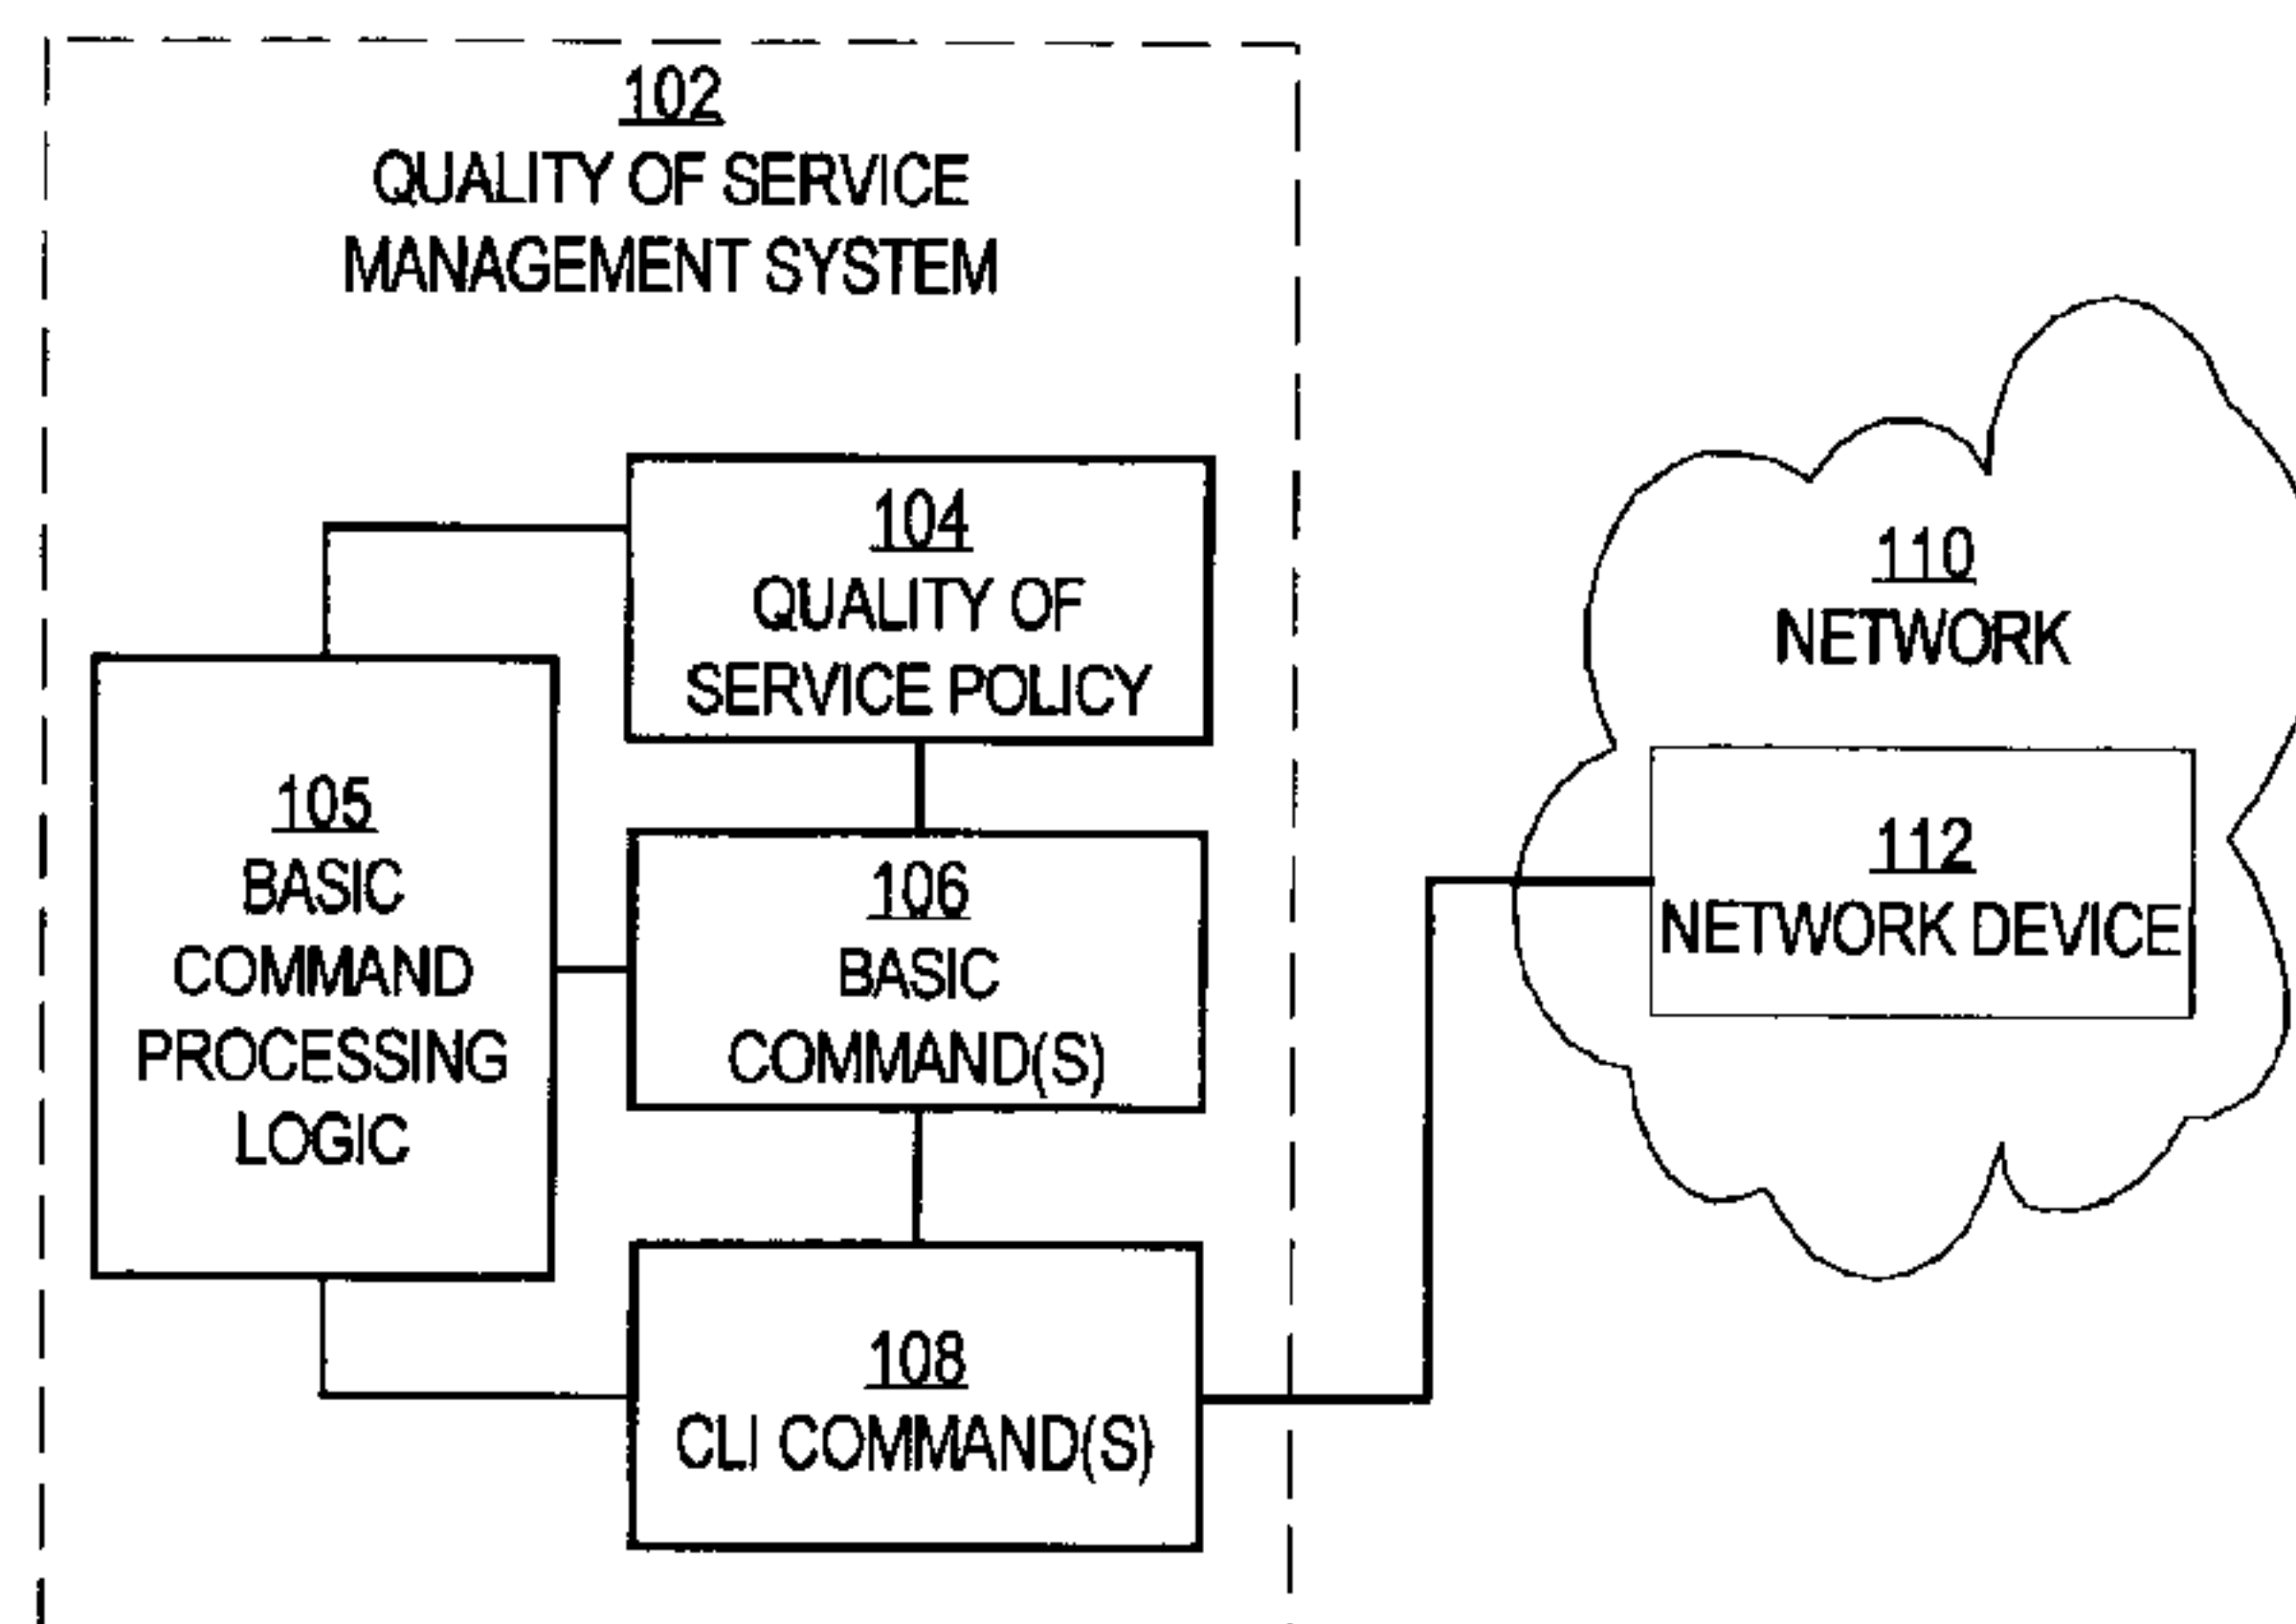 102
QUALITY OF SERVICE
MANAGEMENT SYSTEM
104
QUALITY OF
SERVICE POLICY
105
BASIC
COMMAND
PROCESSING
LOGIC
106
BASIC
COMMAND(S)
108
CLI COMMAND(S)
110
NETWORK
112
NETWORK DEVICE